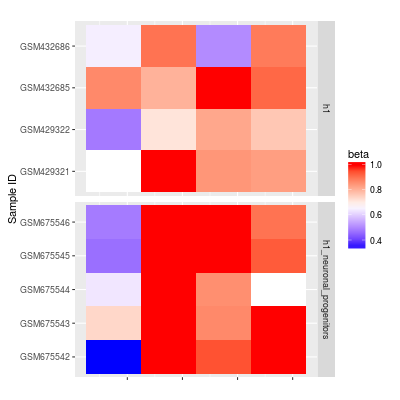 Sample ID
GSM432686
GSM432685
GSM429322
GSM429321
h1
GSM675546
GSM675545
GSM675544
GSM675543
GSM675542
h1_neuronal_progenitors
beta
1.0
0.8
0.6
0.4